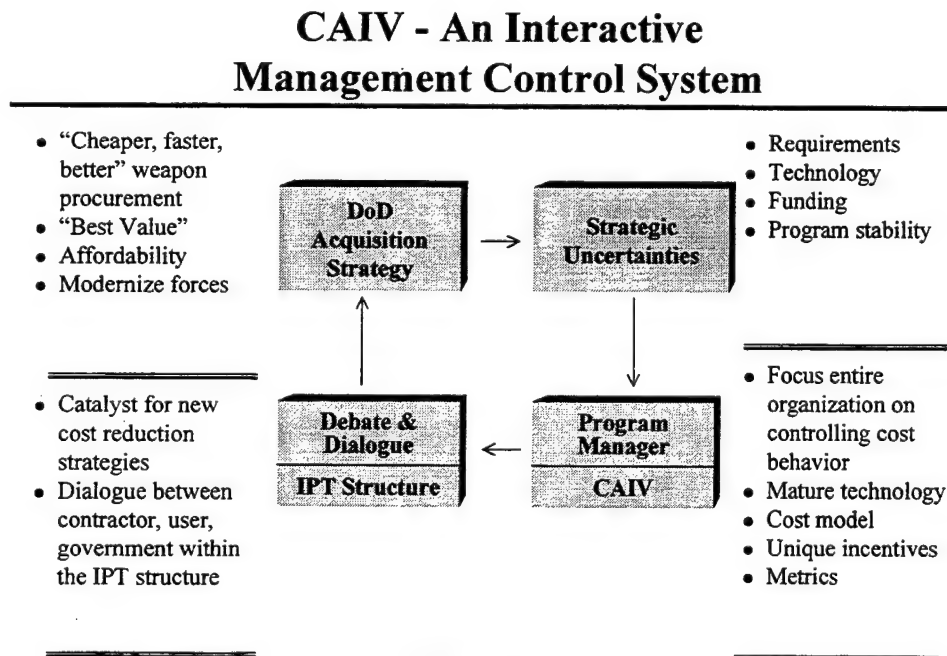 CAIV - An Interactive
Management Control System
• “Cheaper, faster,
better” weapon
procurement
• “Best Value”
• Affordability
• Modernize forces
DoD
Acquisition
Strategy
Strategic
Uncertainties
• Requirements
• Technology
• Funding
• Program stability
• Catalyst for new
cost reduction
strategies
• Dialogue between
contractor, user,
government within
the IPT structure
Debate &
Dialogue
IPT Structure
Program
Manager
CAIV
• Focus entire
organization on
controlling cost
behavior
• Mature technology
• Cost model
• Unique incentives
• Metrics